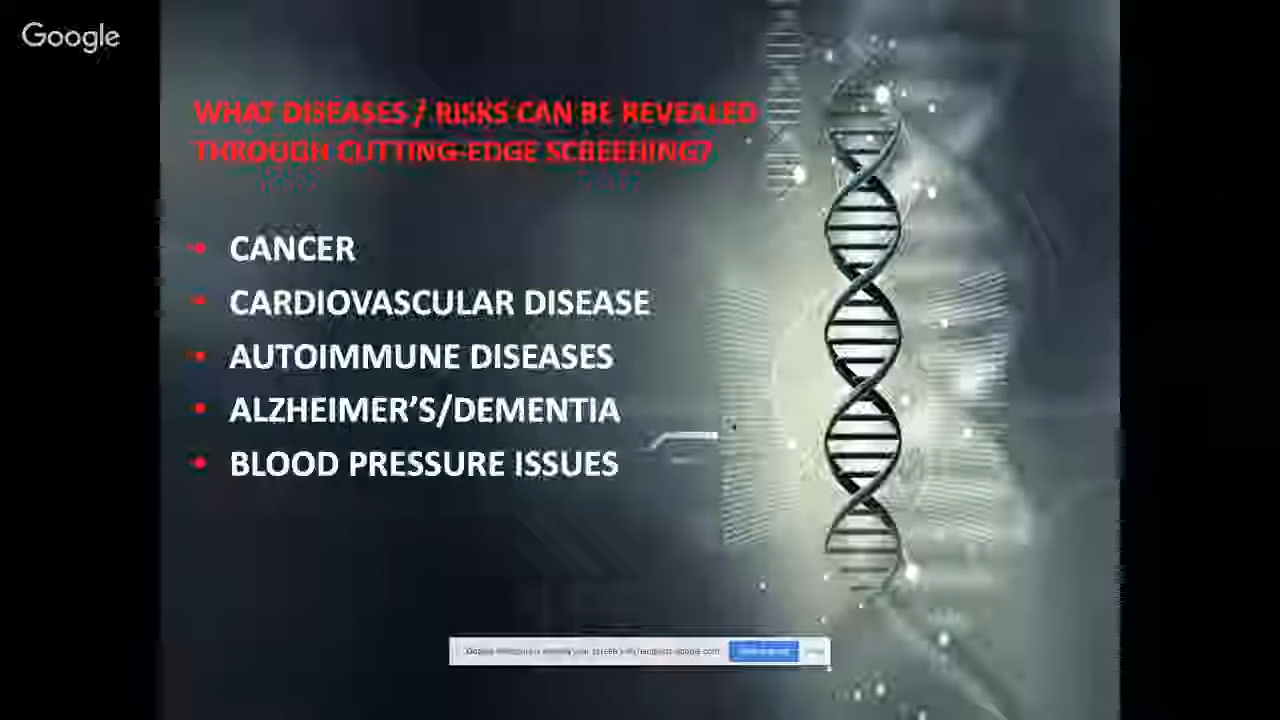 Google
WHAT DISEASES / RISKS CAN BE REVEALED
THROUGH CUTTING-EDGE SCREENING?
• CANCER
• CARDIOVASCULAR DISEASE
• AUTOIMMUNE DISEASES
• ALZHEIMER'S/DEMENTIA
• BLOOD PRESSURE ISSUES